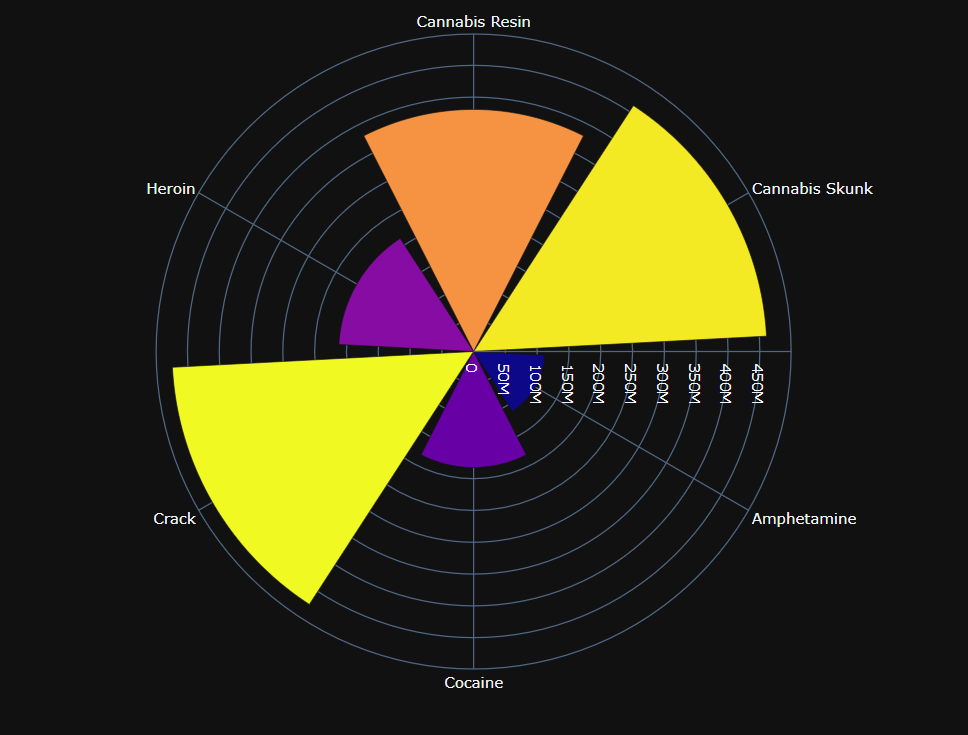 Cannabis Resin
Heroin
Cannabis Skunk
0
50M
100M
150M
200M
250M
300M
350M
400M
450M
Crack
Amphetamine
Cocaine